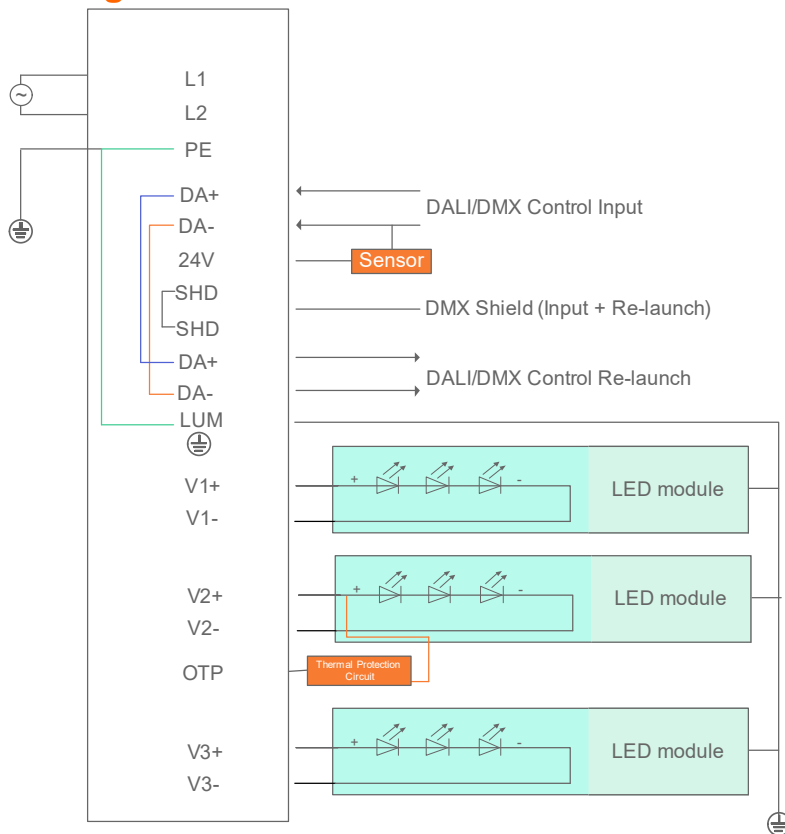 L1
L2
PE
DA+
DALI/DMX Control Input
DA-
24V
Sensor
SHD
DMX Shield (Input + Re-launch)
SHD
DA+
DALI/DMX Control Re-launch
DA-
LUM
V1+
+
-
LED module
V1-
V2+
+
-
LED module
V2-
OTP
Thermal Protection
Circuit
V3+
+
-
LED module
V3-